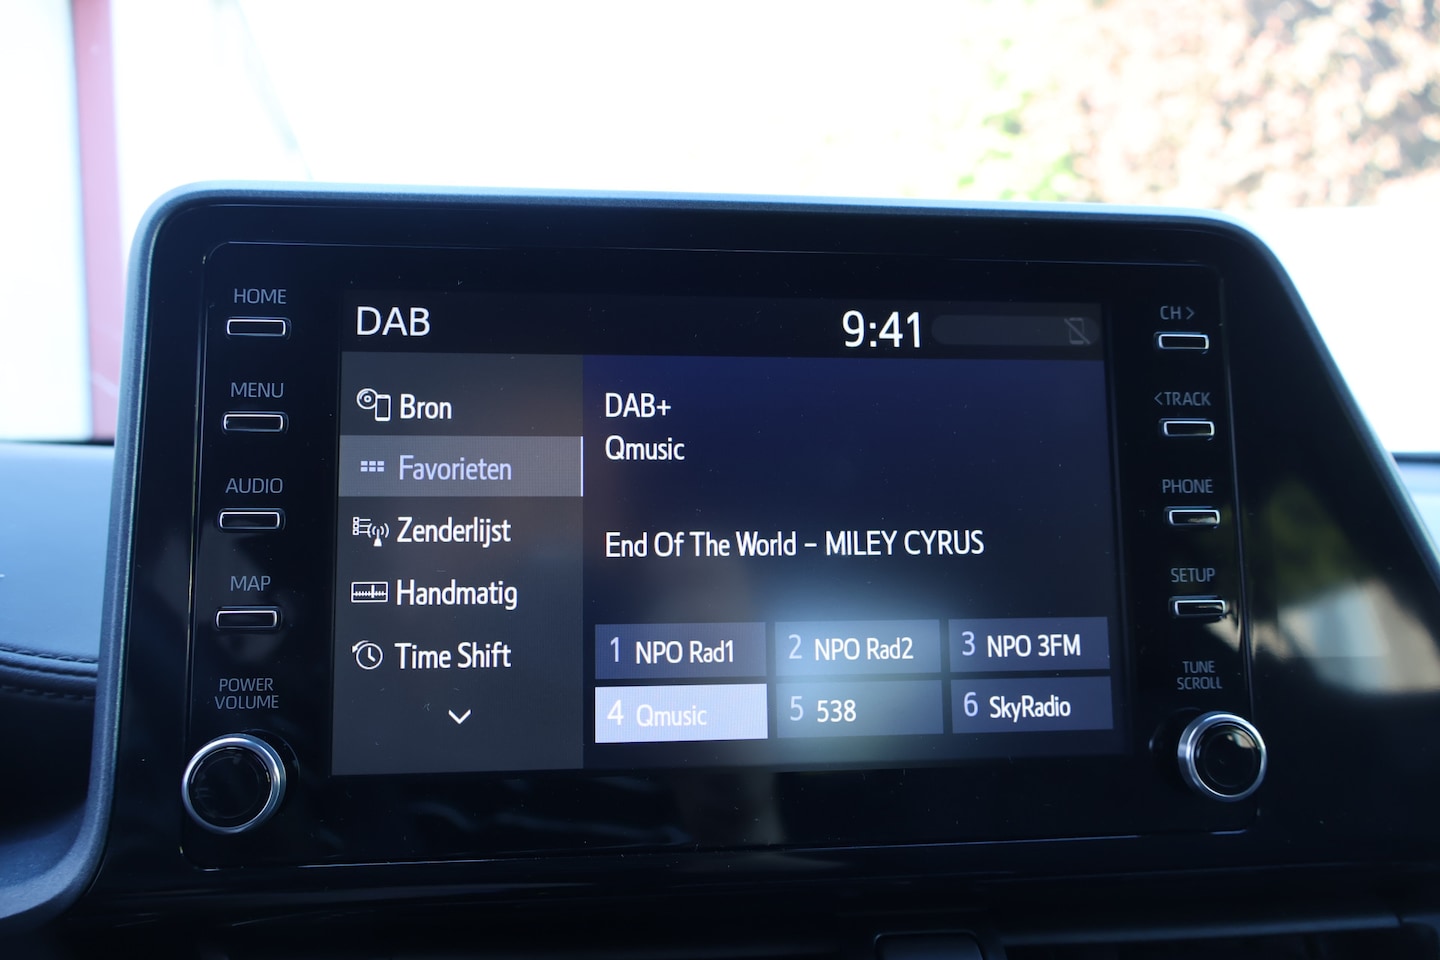 HOME
MENU
AUDIO
MAP
POWER
VOLUME
DAB
9:41
Bron
Favorieten
Zenderlijst
Handmatig
Time Shift
DAB+
Qmusic
End Of The World – MILEY CYRUS
1 NPO Rad1
2 NPO Rad2
3 NPO 3FM
4 Qmusic
5 538
6 SkyRadio
CH >
<TRACK
PHONE
SETUP
TUNE
SCROLL